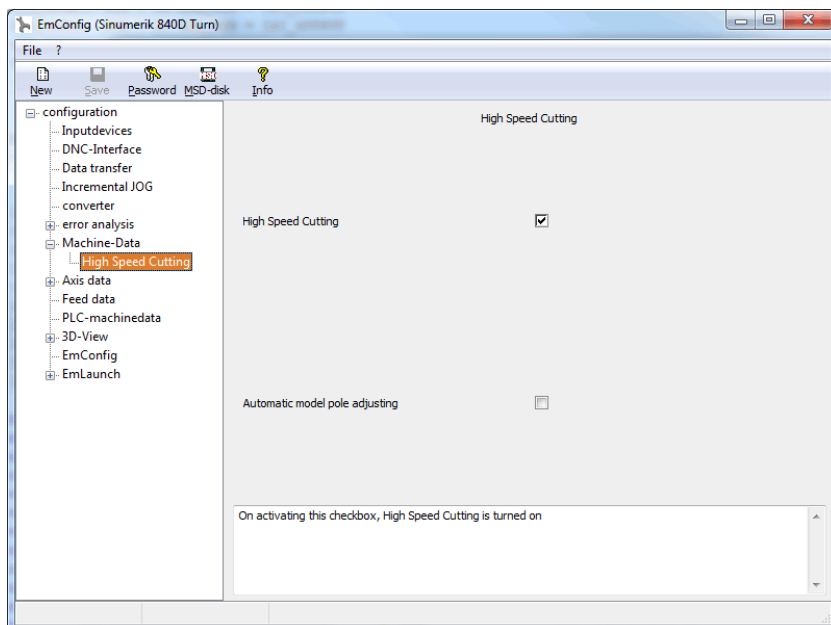 EmConfig (Sinumerik 840D Turn)
File ?
New Save Password MSD-disk Info
configuration
Inputdevices
DNC-Interface
Data transfer
Incremental JOG
converter
error analysis
Machine-Data
High Speed Cutting
Axis data
Feed data
PLC-machinedata
3D-View
EmConfig
EmLaunch
High Speed Cutting
High Speed Cutting
Automatic model pole adjusting
On activating this checkbox, High Speed Cutting is turned on